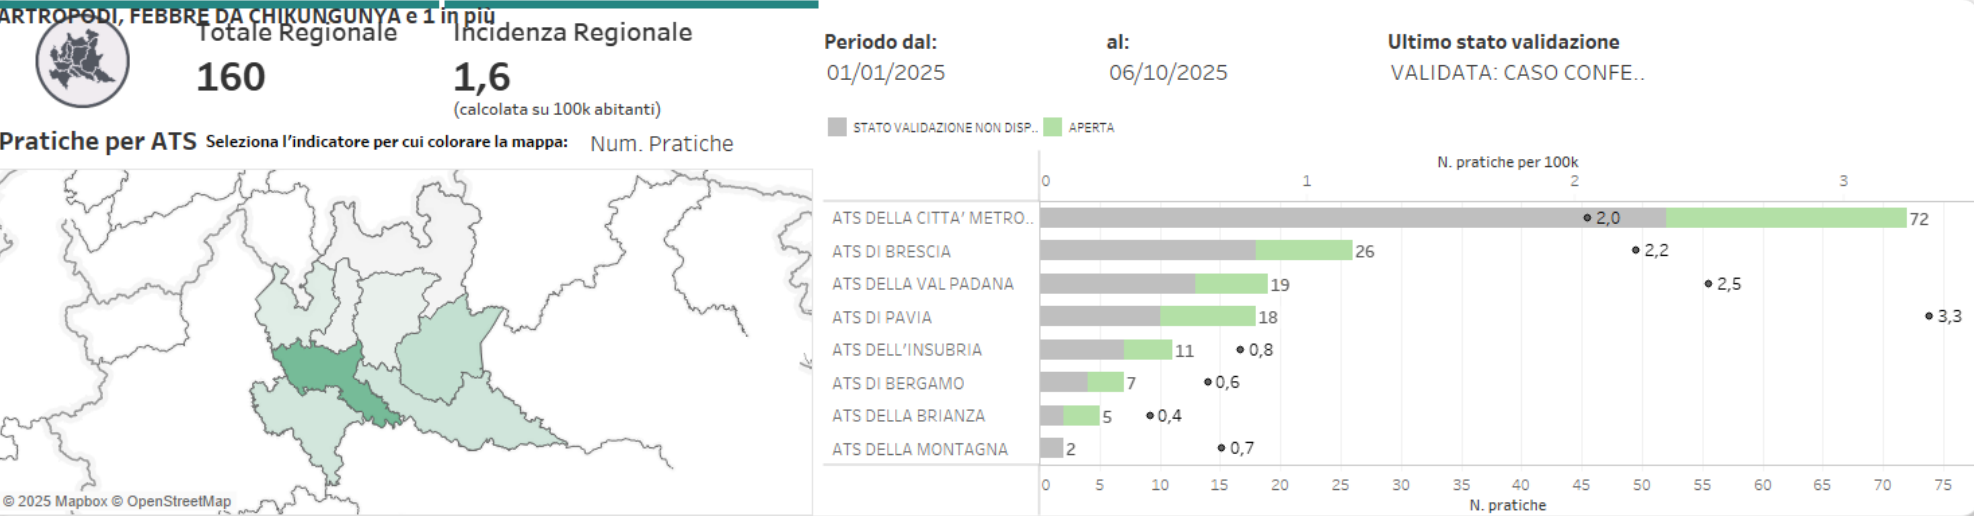 ARTROPODI, FEBBRE DA CHIKUNGUNYA e 1 in più
Totale Regionale
160
Incidenza Regionale
1,6
(calcolata su 100k abitanti)
Periodo dal:
01/01/2025
al:
06/10/2025
Ultimo stato validazione
VALIDATA: CASO CONFE..
Pratiche per ATS
Seleziona l'indicatore per cui colorare la mappa:
Num. Pratiche
© 2025 Mapbox © OpenStreetMap
STATO VALIDAZIONE NON DISP..
APERTA
N. pratiche per 100k
0 1 2 3
ATS DELLA CITTA' METRO.. 2,0 72
ATS DI BRESCIA 26 2,2
ATS DELLA VAL PADANA 19 2,5
ATS DI PAVIA 18 3,3
ATS DELL'INSUBRIA 11 0,8
ATS DI BERGAMO 7 0,6
ATS DELLA BRIANZA 5 0,4
ATS DELLA MONTAGNA 2 0,7
0 5 10 15 20 25 30 35 40 45 50 55 60 65 70 75
N. pratiche